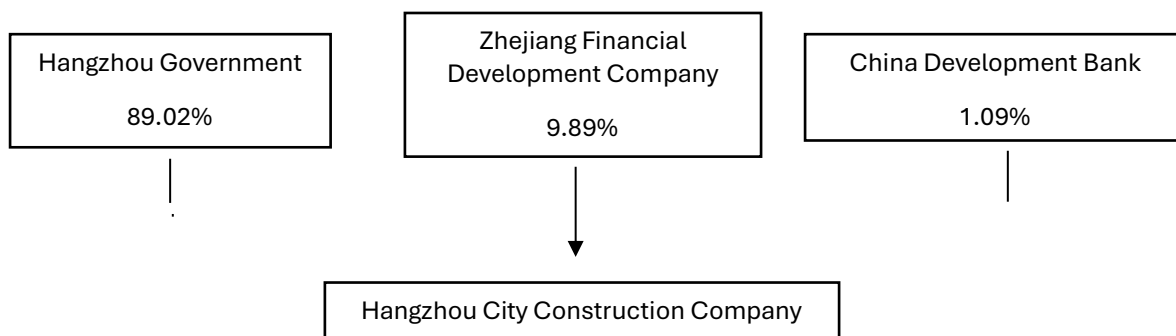 Hangzhou Government
89.02%
Zhejiang Financial
Development Company
9.89%
China Development Bank
1.09%
Hangzhou City Construction Company